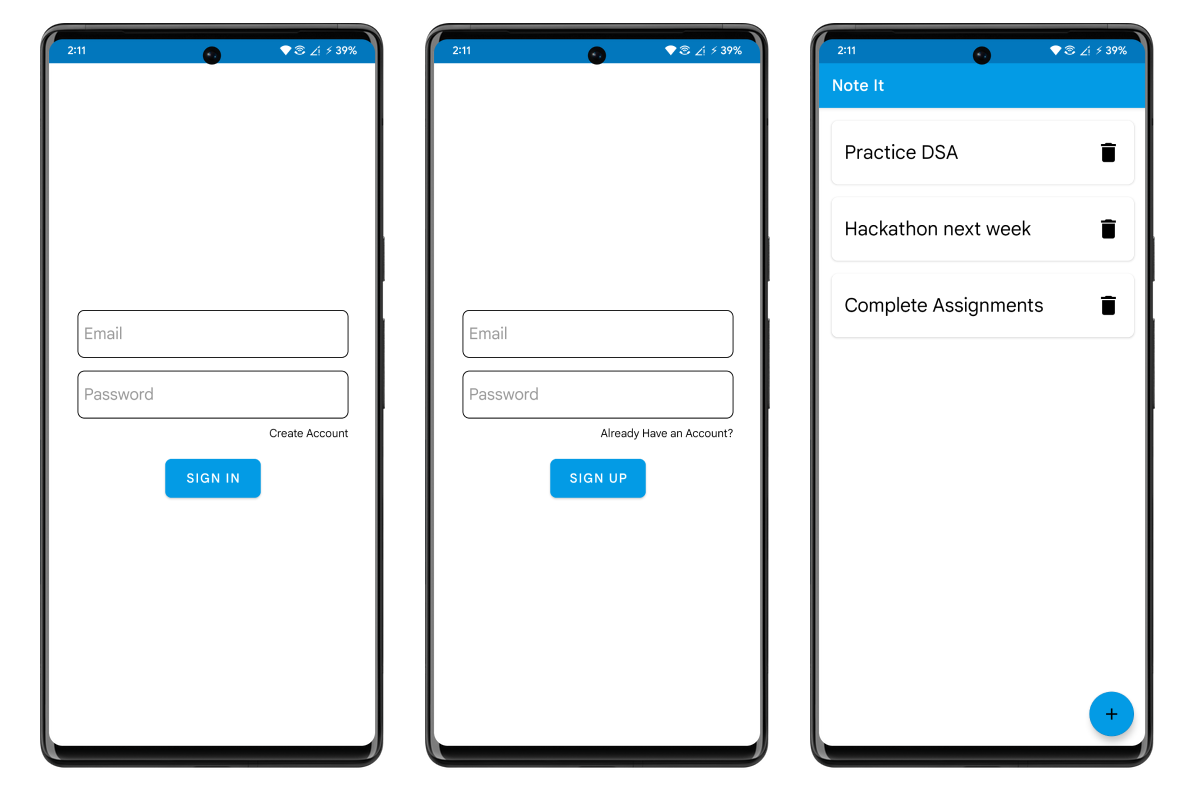 2:11 39%
Email
Password
Create Account
SIGN IN
2:11 39%
Email
Password
Already Have an Account?
SIGN UP
2:11 39%
Note It
Practice DSA
Hackathon next week
Complete Assignments
+